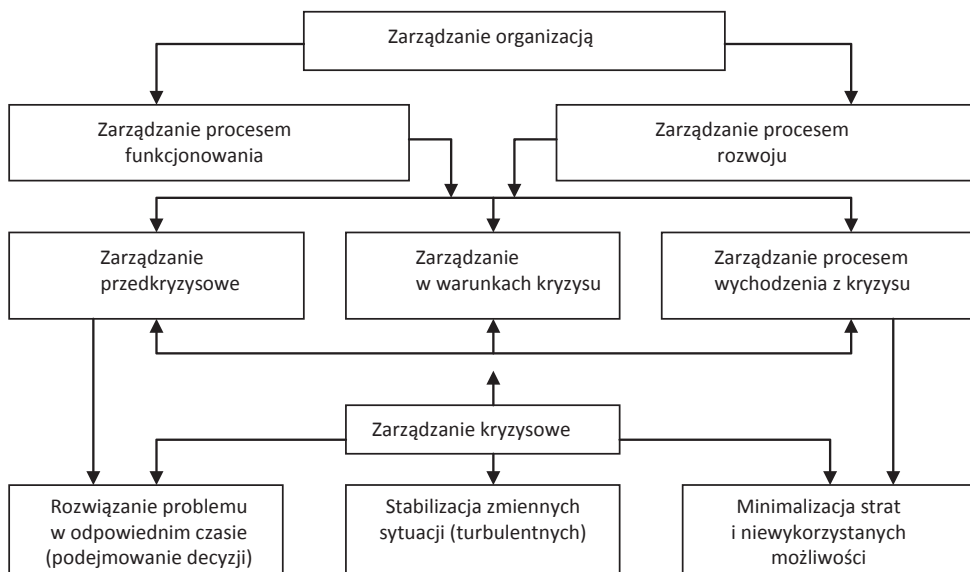 Zarządzanie organizacją
Zarządzanie procesem
funkcjonowania
Zarządzanie procesem
rozwoju
Zarządzanie
przedkryzysowe
Zarządzanie
w warunkach kryzysu
Zarządzanie procesem
wychodzenia z kryzysu
Zarządzanie kryzysowe
Rozwiązanie problemu
w odpowiednim czasie
(podejmowanie decyzji)
Stabilizacja zmiennych
sytuacji (turbulentnych)
Minimalizacja strat
i niewykorzystanych
możliwości